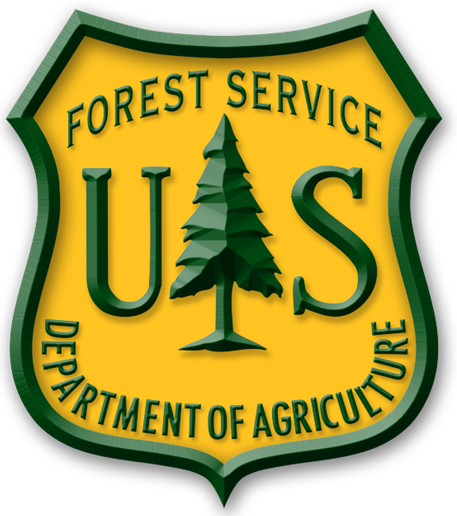 FOREST SERVICE
U S
DEPARTMENT OF AGRICULTURE